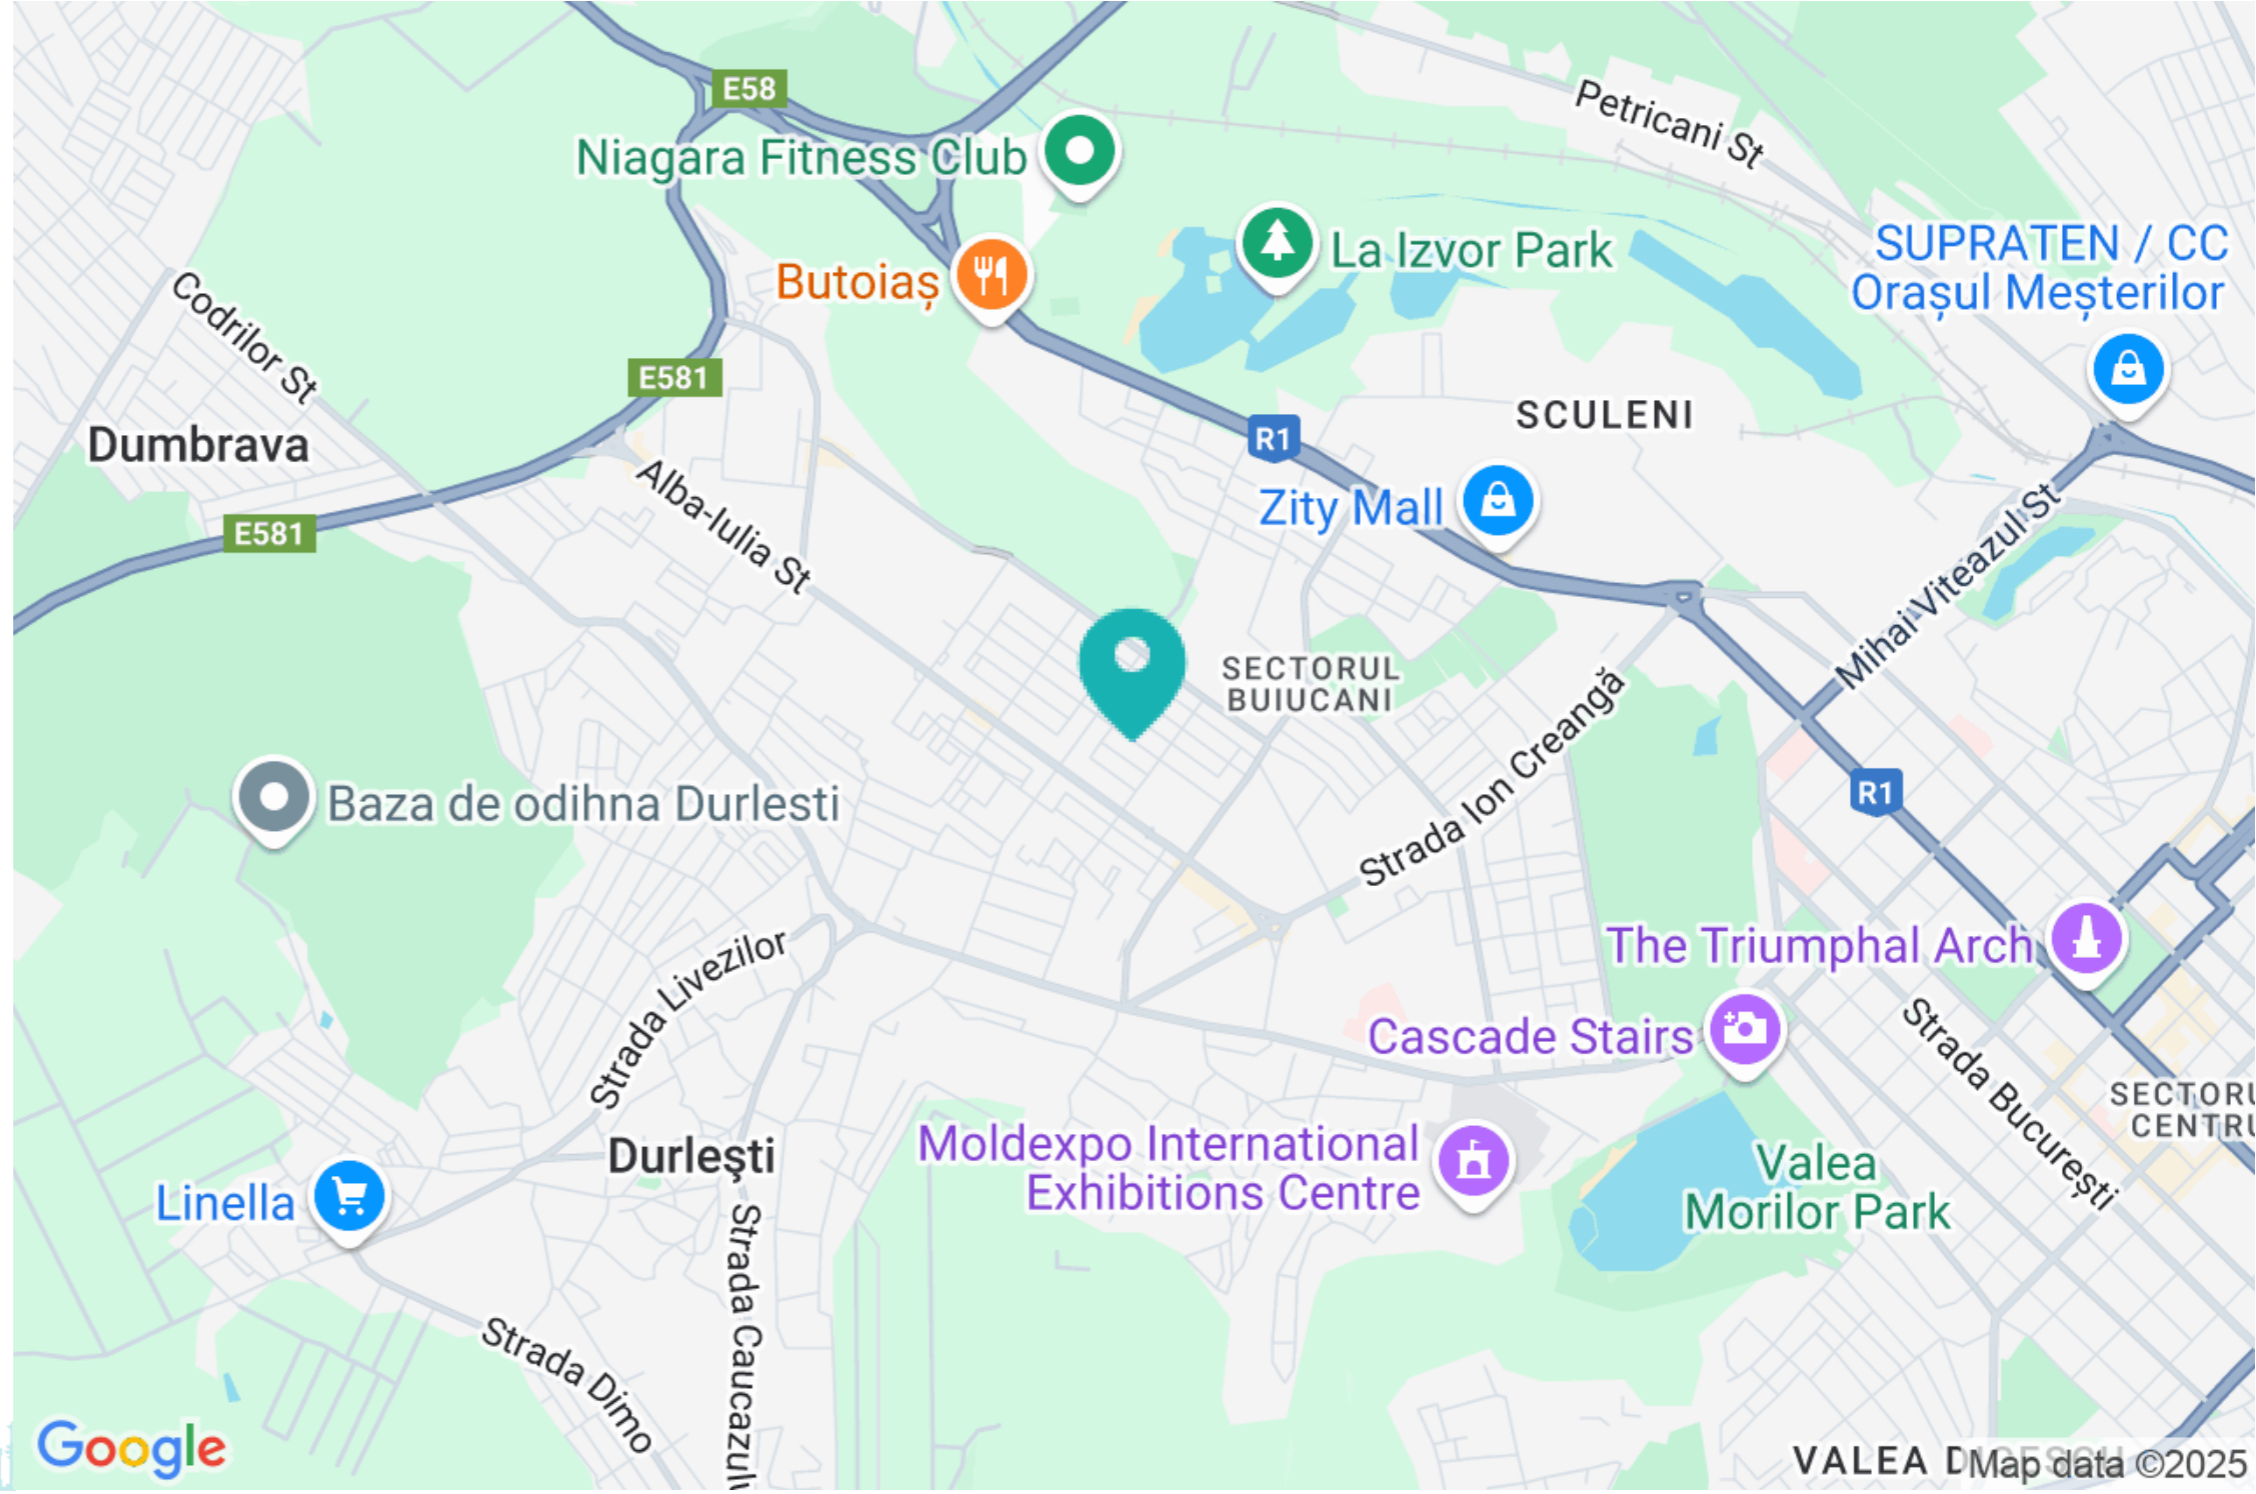 E58
Petricani St
Niagara Fitness Club
La Izvor Park
SUPRATEN / CC
Orașul Meșterilor
Butoiaș
Codrilor St
E581
SCULENI
R1
Dumbrava
Alba-Iulia St
Zity Mall
E581
Mihai Viteazul St
SECTORUL
BUIUCANI
Strada Ion Creangă
R1
Baza de odihna Durlesti
Strada Livezilor
The Triumphal Arch
Cascade Stairs
Strada București
SECTORU
CENTRU
Durleşti
Moldexpo International
Exhibitions Centre
Valea
Morilor Park
Linella
Strada Caucazulu
Strada Dimo
Google
VALEA
Map data ©2025